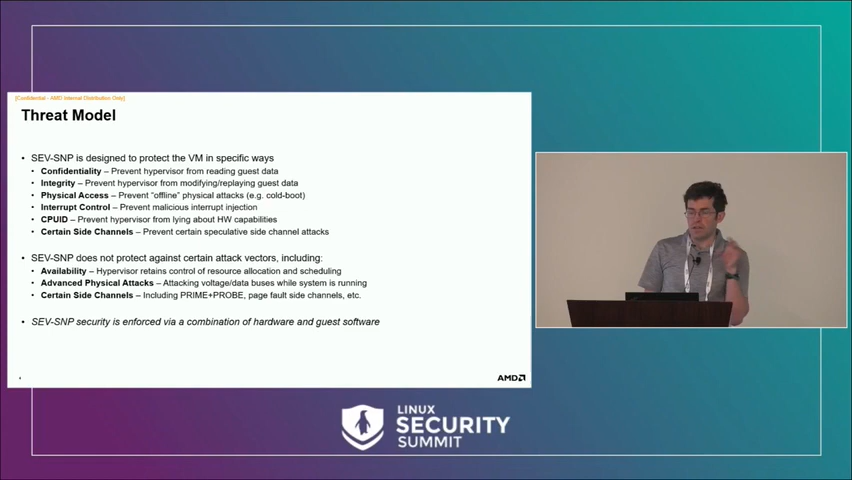 [Confidential - AMD Internal Distribution Only]
Threat Model
• SEV-SNP is designed to protect the VM in specific ways
• Confidentiality – Prevent hypervisor from reading guest data
• Integrity – Prevent hypervisor from modifying/replaying guest data
• Physical Access – Prevent "offline" physical attacks (e.g. cold-boot)
• Interrupt Control – Prevent malicious interrupt injection
• CPUID – Prevent hypervisor from lying about HW capabilities
• Certain Side Channels – Prevent certain speculative side channel attacks
• SEV-SNP does not protect against certain attack vectors, including:
• Availability – Hypervisor retains control of resource allocation and scheduling
• Advanced Physical Attacks – Attacking voltage/data buses while system is running
• Certain Side Channels – Including PRIME+PROBE, page fault side channels, etc.
• SEV-SNP security is enforced via a combination of hardware and guest software
4
AMD
LINUX
SECURITY
SUMMIT